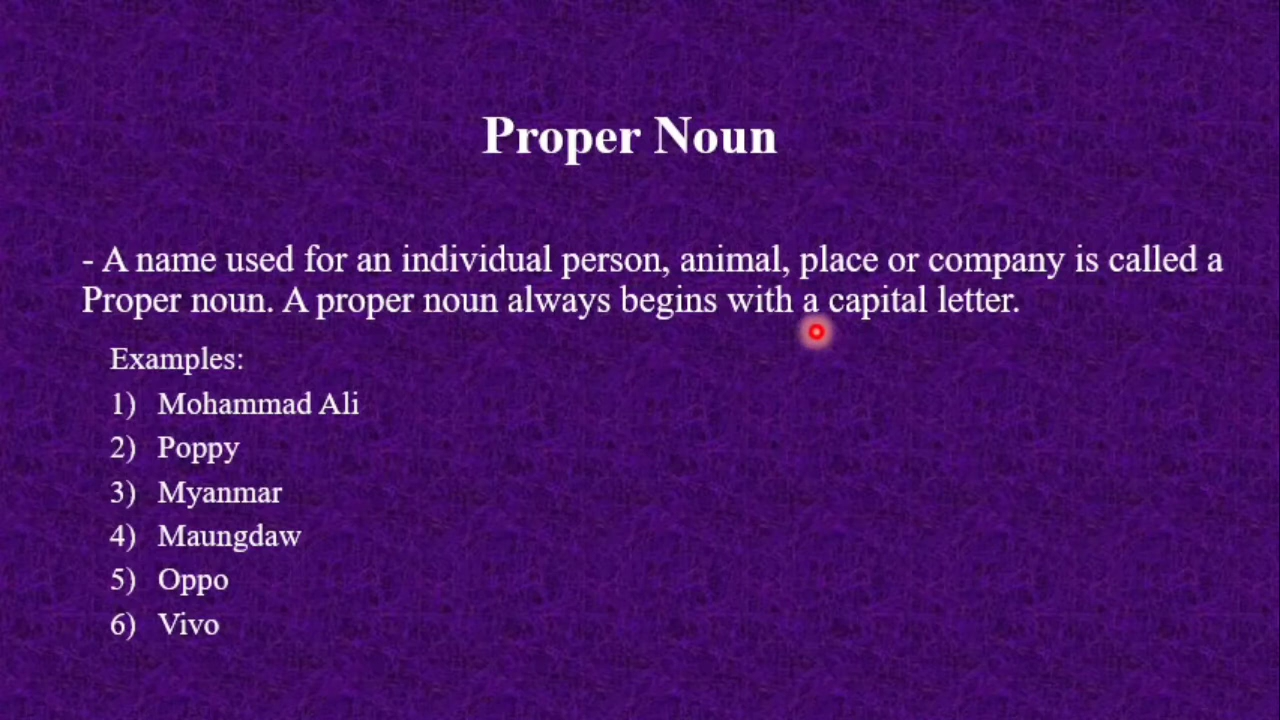 Proper Noun
- A name used for an individual person, animal, place or company is called a
Proper noun. A proper noun always begins with a capital letter.
Examples:
1) Mohammad Ali
2) Poppy
3) Myanmar
4) Maungdaw
5) Oppo
6) Vivo